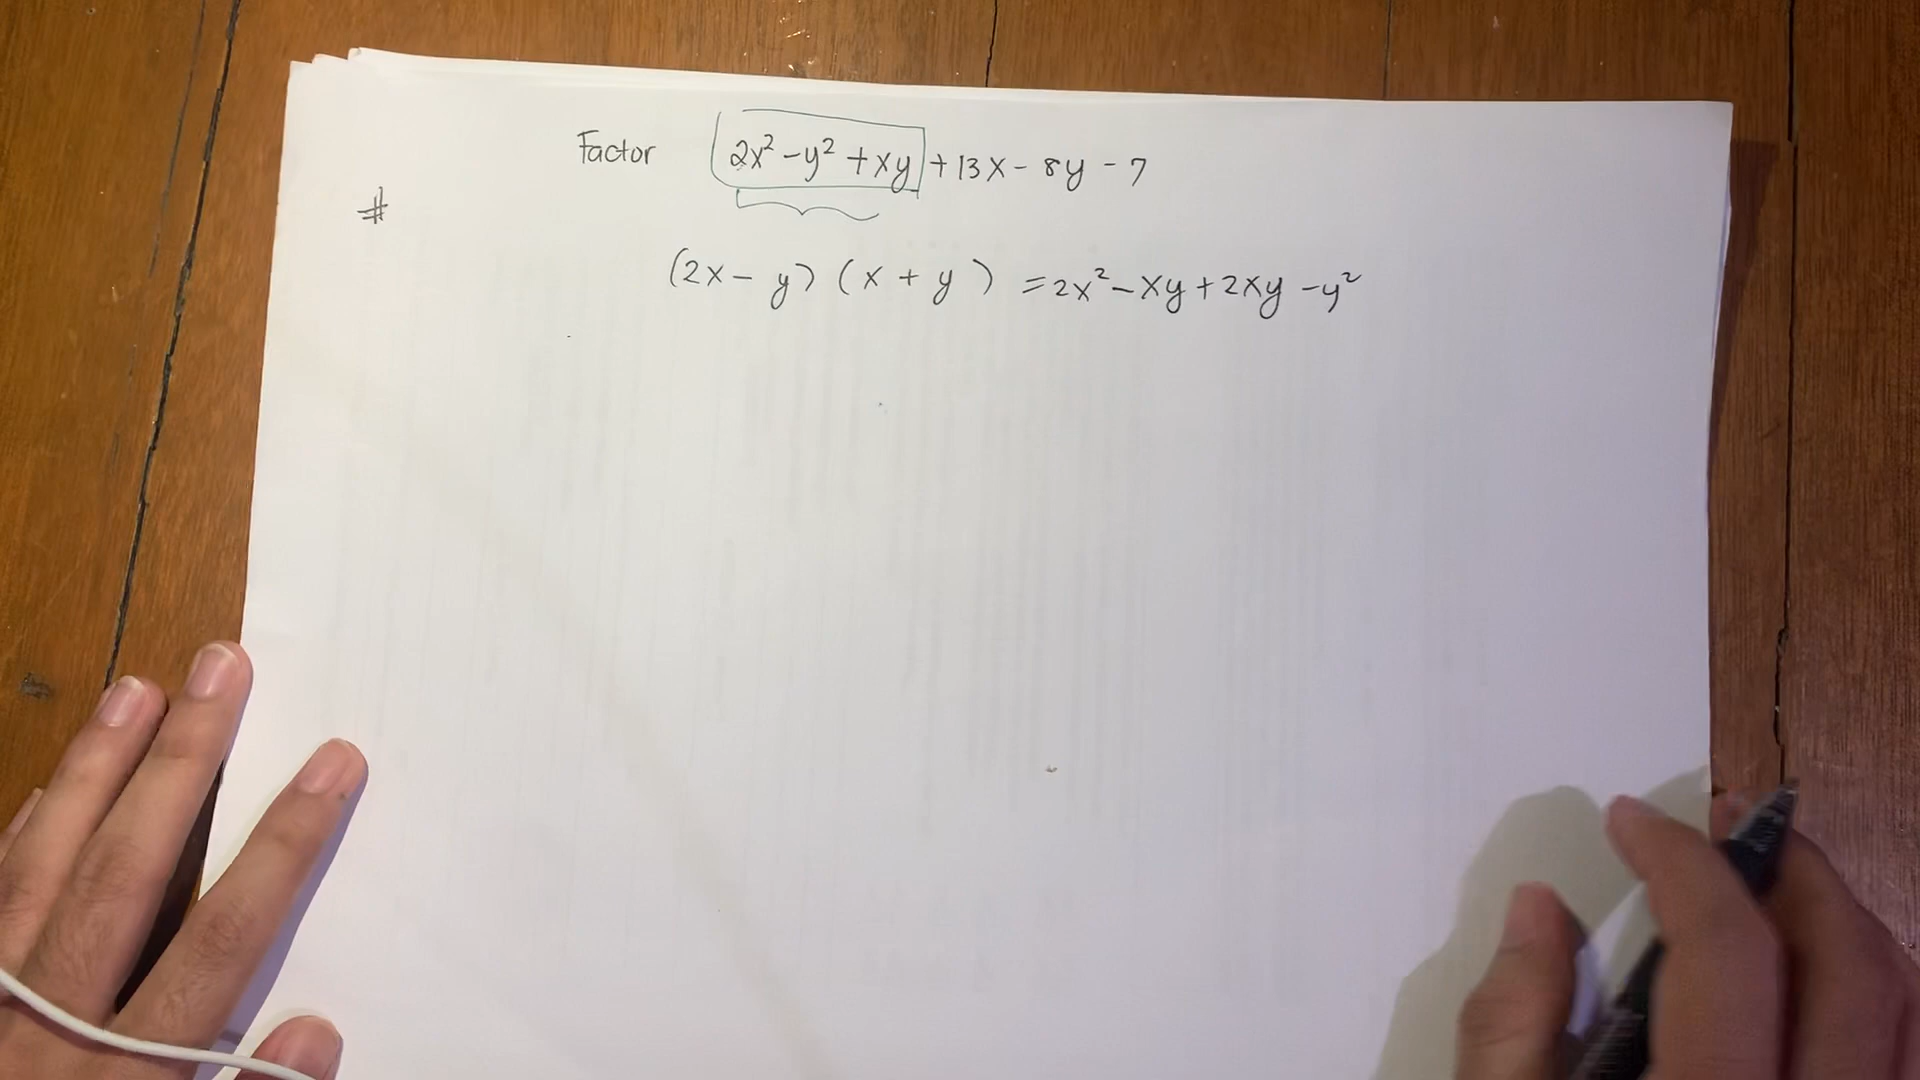 Factor 2x² - y² + xy + 13x - 8y - 7
#
(2x - y) (x + y) = 2x² - xy + 2xy - y²